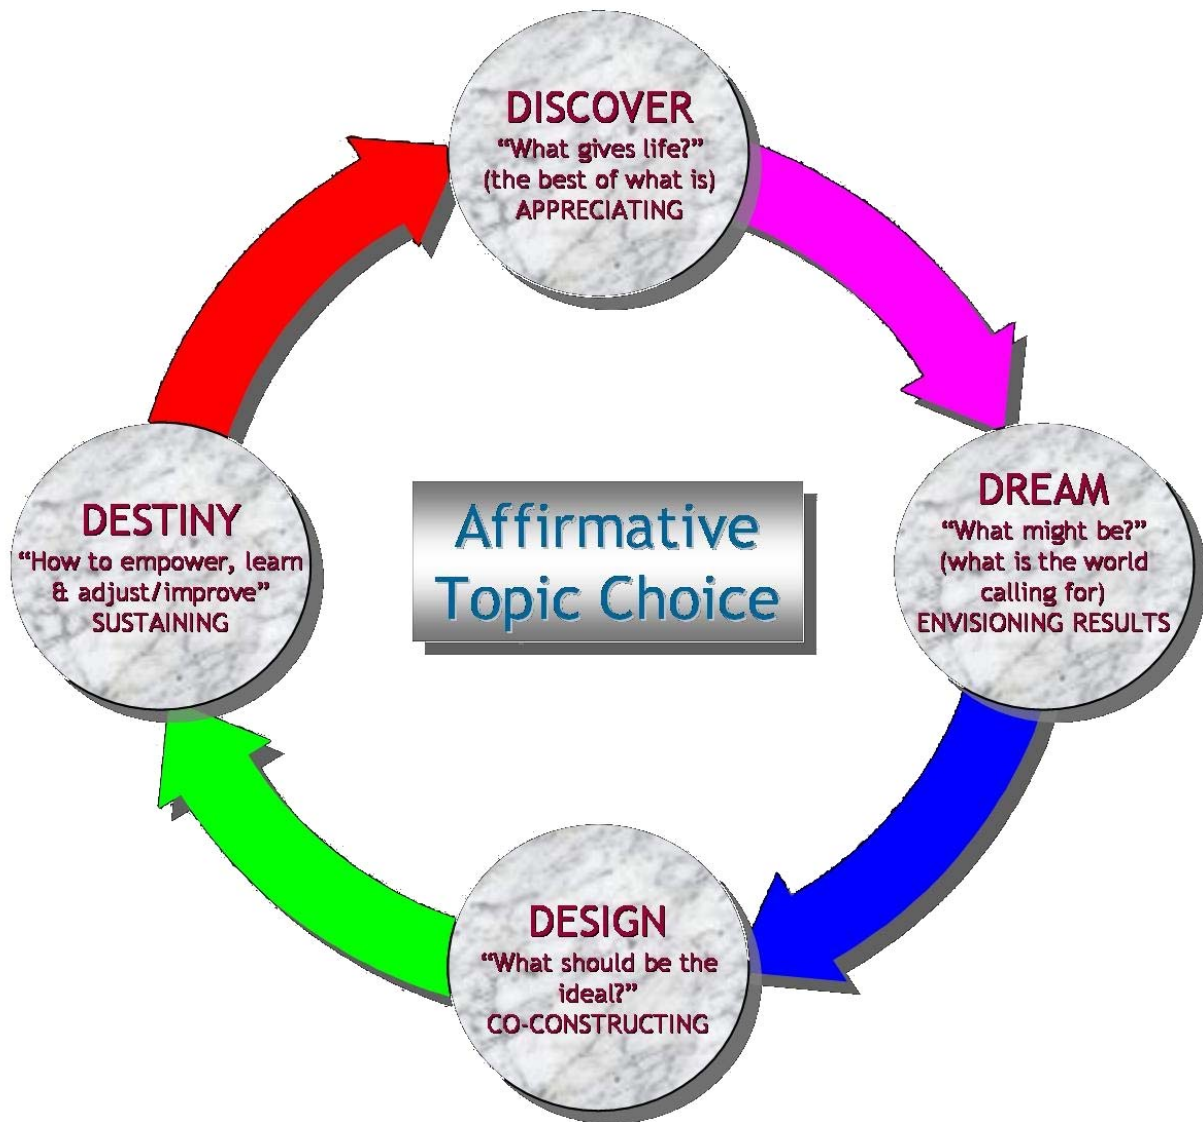 DISCOVER
“What gives life?”
(the best of what is)
APPRECIATING
DREAM
“What might be?”
(what is the world
calling for)
ENVISIONING RESULTS
DESIGN
“What should be the
ideal?”
CO-CONSTRUCTING
DESTINY
“How to empower, learn
& adjust/improve”
SUSTAINING
Affirmative
Topic Choice